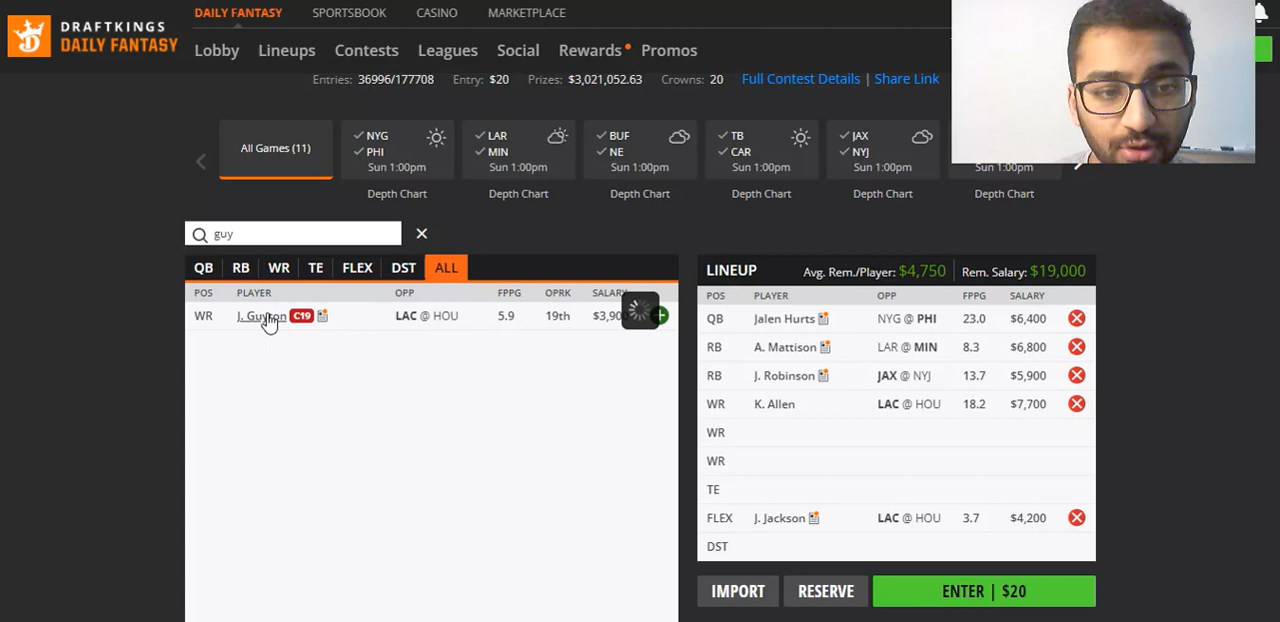 DRAFTKINGS
DAILY FANTASY
DAILY FANTASY SPORTSBOOK CASINO MARKETPLACE
Lobby Lineups Contests Leagues Social Rewards Promos
Entries: 36996/177708 Entry: $20 Prizes: $3,021,052.63 Crowns: 20 Full Contest Details | Share Link
All Games (11)
NYG
PHI
Sun 1:00pm
LAR
MIN
Sun 1:00pm
BUF
NE
Sun 1:00pm
TB
CAR
Sun 1:00pm
JAX
NYJ
Sun 1:00pm
Sun 1:00pm
Depth Chart Depth Chart Depth Chart Depth Chart Depth Chart Depth Chart
guy
QB RB WR TE FLEX DST ALL
POS PLAYER OPP FPPG OPRK SALARY
WR J. Guyton C19 LAC @ HOU 5.9 19th $3,900
LINEUP Avg. Rem./Player: $4,750 Rem. Salary: $19,000
POS PLAYER OPP FPPG SALARY
QB Jalen Hurts NYG @ PHI 23.0 $6,400
RB A. Mattison LAR @ MIN 8.3 $6,800
RB J. Robinson JAX @ NYJ 13.7 $5,900
WR K. Allen LAC @ HOU 18.2 $7,700
WR
WR
TE
FLEX J. Jackson LAC @ HOU 3.7 $4,200
DST
IMPORT RESERVE ENTER | $20